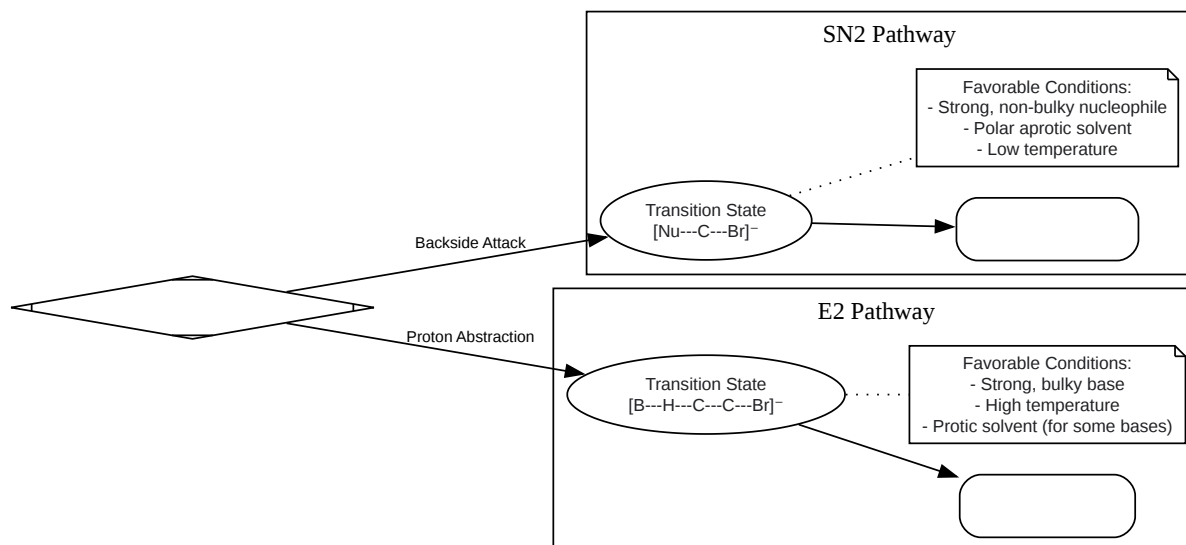 SN2 Pathway
Favorable Conditions:
- Strong, non-bulky nucleophile
- Polar aprotic solvent
- Low temperature
Transition State
[Nu---C---Br]⁻
Backside Attack
Proton Abstraction
E2 Pathway
Favorable Conditions:
- Strong, bulky base
- High temperature
- Protic solvent (for some bases)
Transition State
[B---H---C---C---Br]⁻